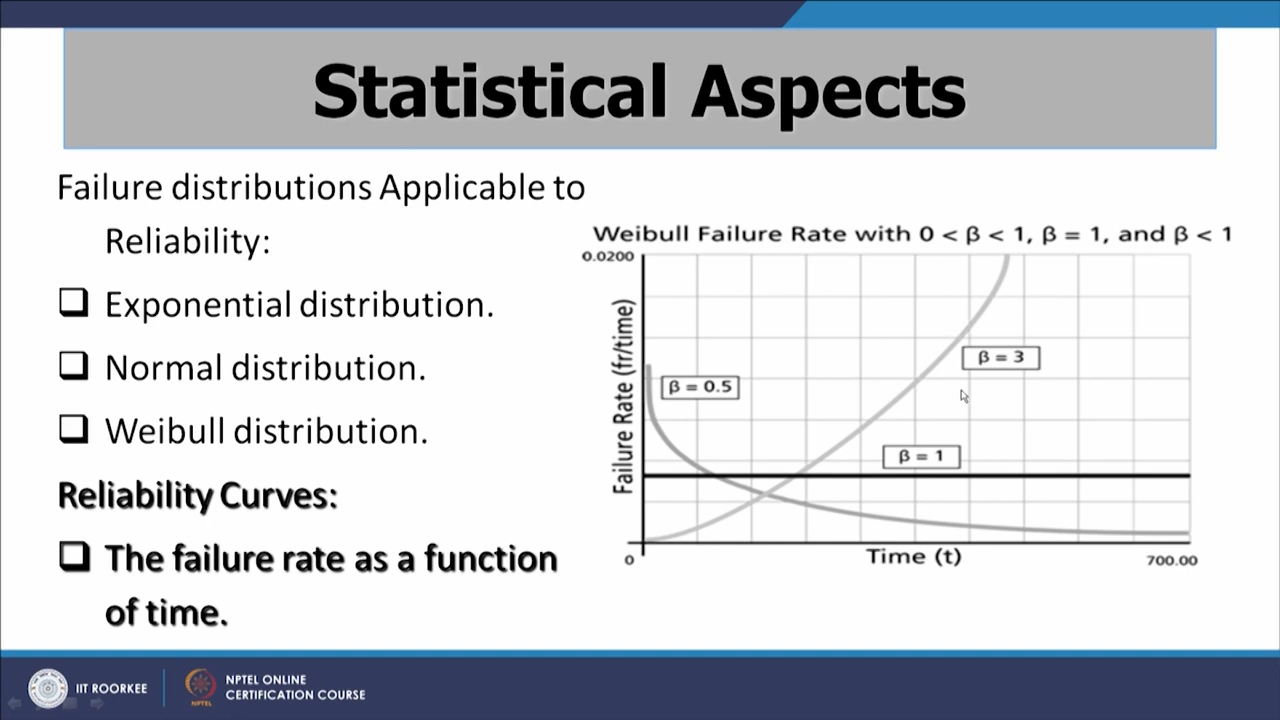 Statistical Aspects
Failure distributions Applicable to
Reliability:
❑ Exponential distribution.
❑ Normal distribution.
❑ Weibull distribution.
Reliability Curves:
❑ The failure rate as a function
of time.
Weibull Failure Rate with 0 < β < 1, β = 1, and β < 1
0.0200
Failure Rate (fr/time)
β = 0.5
β = 3
β = 1
0
Time (t)
700.00
IIT ROORKEE
NPTEL
NPTEL ONLINE
CERTIFICATION COURSE